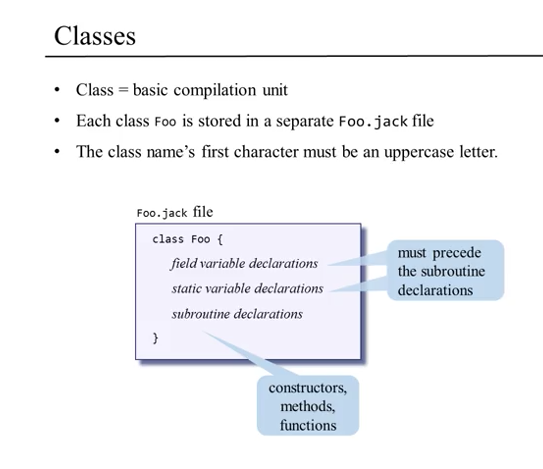 Classes
• Class = basic compilation unit
• Each class Foo is stored in a separate Foo.jack file
• The class name's first character must be an uppercase letter.
Foo.jack file
class Foo {
field variable declarations
static variable declarations
subroutine declarations
}
must precede
the subroutine
declarations
constructors,
methods,
functions